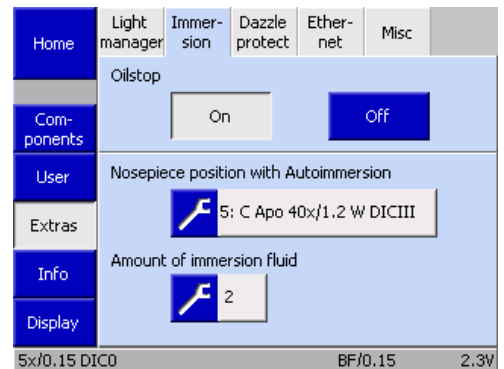 Home
Light manager
Immer-
sion
Dazzle protect
Ether-
net
Misc
Oilstop
On
Off
Com-
ponents
User
Nosepiece position with Autoimmersion
5: C Apo 40x/1.2 W DICIII
Extras
Amount of immersion fluid
2
Info
Display
5x/0.15 DIC0
BF/0.15
2.3V